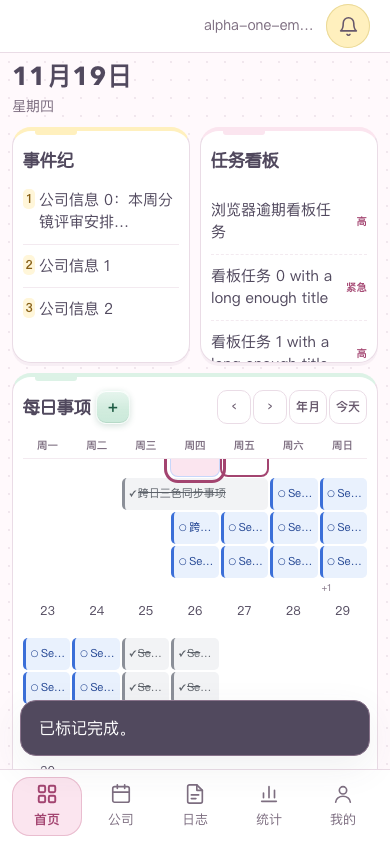 alpha-one-em...
11月19日
星期四
事件纪
1 公司信息 0：本周分
镜评审安排...
2 公司信息 1
3 公司信息 2
任务看板
浏览器逾期看板任
务
高
看板任务 0 with a
long enough title
紧急
看板任务 1 with a
long enough title
高
每日事项
+
‹
›
年月
今天
周一 周二 周三 周四 周五 周六 周日
✓跨日三色同步事项 ○ Se... ○ Se...
○ 跨... ○ Se... ○ Se... ○ Se...
○ Se... ○ Se... ○ Se... ○ Se...
+1
23 24 25 26 27 28 29
○ Se... ○ Se... ✓Se... ✓Se...
○ Se... ○ Se... ✓Se... ✓Se...
已标记完成。
首页 公司 日志 统计 我的